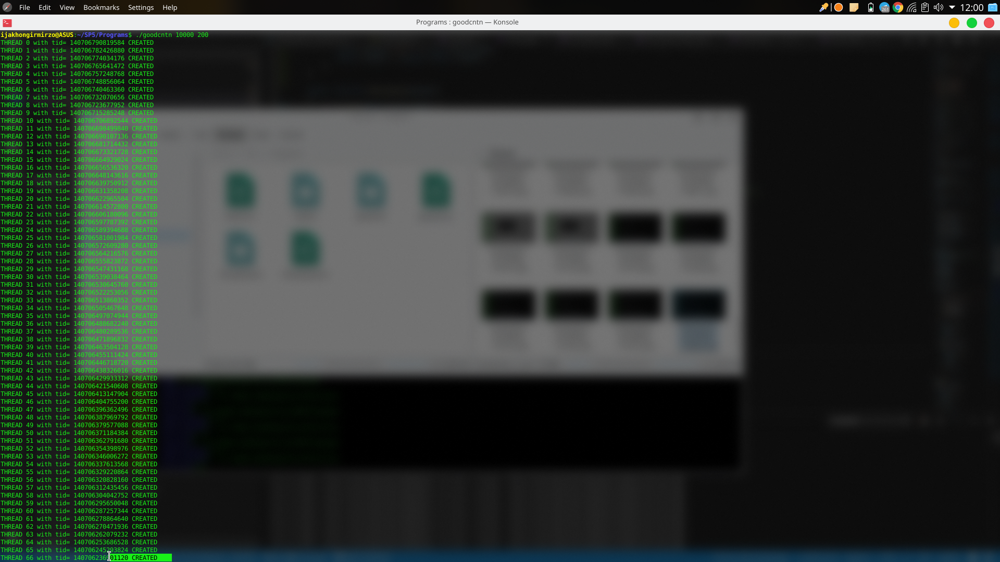 File Edit View Bookmarks Settings Help
261
12:00
Programs : goodcntn — Konsole
ijakhongirmirzo@ASUS:~/SP5/Programs$ ./goodcntn 10000 200
THREAD 0 with tid= 140706790819584 CREATED
THREAD 1 with tid= 140706782426880 CREATED
THREAD 2 with tid= 140706774034176 CREATED
THREAD 3 with tid= 140706765641472 CREATED
THREAD 4 with tid= 140706757248768 CREATED
THREAD 5 with tid= 140706748856064 CREATED
THREAD 6 with tid= 140706740463360 CREATED
THREAD 7 with tid= 140706732070656 CREATED
THREAD 8 with tid= 140706723677952 CREATED
THREAD 9 with tid= 140706715285248 CREATED
THREAD 10 with tid= 140706706892544 CREATED
THREAD 11 with tid= 140706698499840 CREATED
THREAD 12 with tid= 140706690107136 CREATED
THREAD 13 with tid= 140706681714432 CREATED
THREAD 14 with tid= 140706673321728 CREATED
THREAD 15 with tid= 140706664929024 CREATED
THREAD 16 with tid= 140706656536320 CREATED
THREAD 17 with tid= 140706648143616 CREATED
THREAD 18 with tid= 140706639750912 CREATED
THREAD 19 with tid= 140706631358208 CREATED
THREAD 20 with tid= 140706622965504 CREATED
THREAD 21 with tid= 140706614572800 CREATED
THREAD 22 with tid= 140706606180096 CREATED
THREAD 23 with tid= 140706597787392 CREATED
THREAD 24 with tid= 140706589394688 CREATED
THREAD 25 with tid= 140706581001984 CREATED
THREAD 26 with tid= 140706572609280 CREATED
THREAD 27 with tid= 140706564216576 CREATED
THREAD 28 with tid= 140706555823872 CREATED
THREAD 29 with tid= 140706547431168 CREATED
THREAD 30 with tid= 140706539038464 CREATED
THREAD 31 with tid= 140706530645760 CREATED
THREAD 32 with tid= 140706522253056 CREATED
THREAD 33 with tid= 140706513860352 CREATED
THREAD 34 with tid= 140706505467648 CREATED
THREAD 35 with tid= 140706497074944 CREATED
THREAD 36 with tid= 140706488682240 CREATED
THREAD 37 with tid= 140706480289536 CREATED
THREAD 38 with tid= 140706471896832 CREATED
THREAD 39 with tid= 140706463504128 CREATED
THREAD 40 with tid= 140706455111424 CREATED
THREAD 41 with tid= 140706446718720 CREATED
THREAD 42 with tid= 140706438326016 CREATED
THREAD 43 with tid= 140706429933312 CREATED
THREAD 44 with tid= 140706421540608 CREATED
THREAD 45 with tid= 140706413147904 CREATED
THREAD 46 with tid= 140706404755200 CREATED
THREAD 47 with tid= 140706396362496 CREATED
THREAD 48 with tid= 140706387969792 CREATED
THREAD 49 with tid= 140706379577088 CREATED
THREAD 50 with tid= 140706371184384 CREATED
THREAD 51 with tid= 140706362791680 CREATED
THREAD 52 with tid= 140706354398976 CREATED
THREAD 53 with tid= 140706346006272 CREATED
THREAD 54 with tid= 140706337613568 CREATED
THREAD 55 with tid= 140706329220864 CREATED
THREAD 56 with tid= 140706320828160 CREATED
THREAD 57 with tid= 140706312435456 CREATED
THREAD 58 with tid= 140706304042752 CREATED
THREAD 59 with tid= 140706295650048 CREATED
THREAD 60 with tid= 140706287257344 CREATED
THREAD 61 with tid= 140706278864640 CREATED
THREAD 62 with tid= 140706270471936 CREATED
THREAD 63 with tid= 140706262079232 CREATED
THREAD 64 with tid= 140706253686528 CREATED
THREAD 65 with tid= 140706245293824 CREATED
THREAD 66 with tid= 140706236901120 CREATED